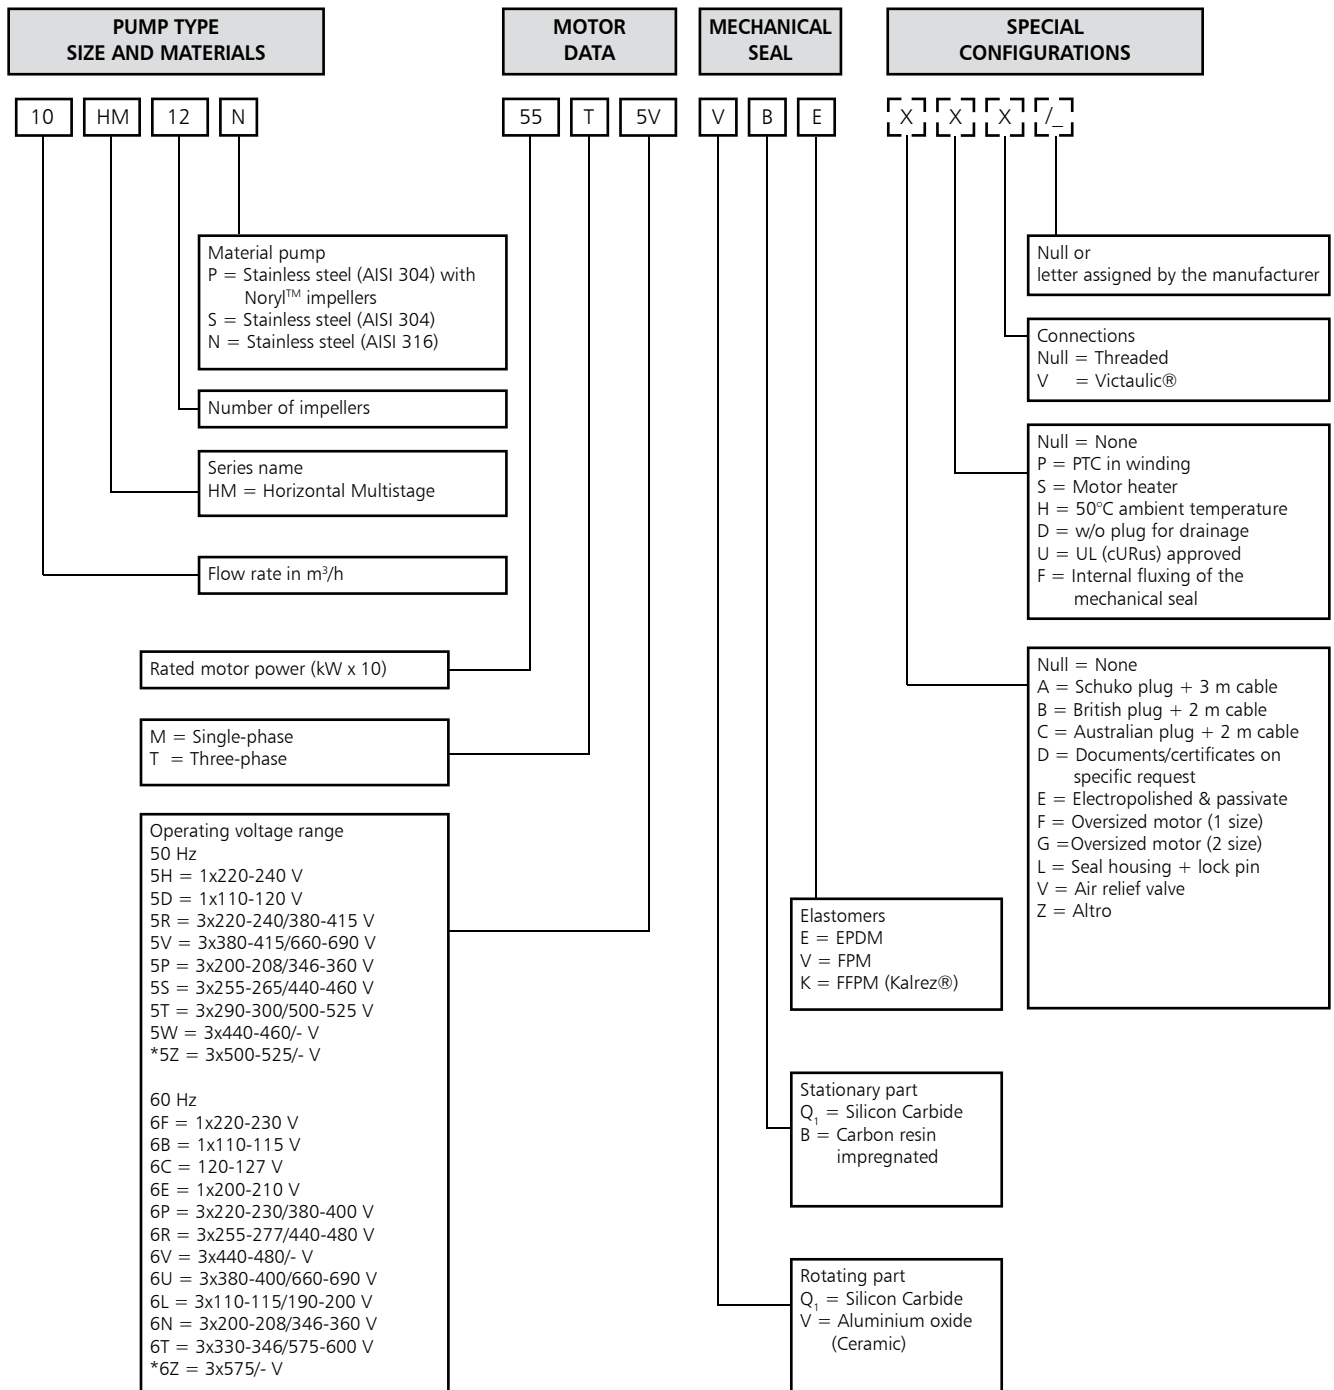 PUMP TYPE
SIZE AND MATERIALS
MOTOR
DATA
MECHANICAL
SEAL
SPECIAL
CONFIGURATIONS
10 HM 12 N 55 T 5V V B E X X X /_
Material pump
P = Stainless steel (AISI 304) with
Noryl™ impellers
S = Stainless steel (AISI 304)
N = Stainless steel (AISI 316)
Number of impellers
Series name
HM = Horizontal Multistage
Flow rate in m³/h
Rated motor power (kW x 10)
M = Single-phase
T = Three-phase
Operating voltage range
50 Hz
5H = 1x220-240 V
5D = 1x110-120 V
5R = 3x220-240/380-415 V
5V = 3x380-415/660-690 V
5P = 3x200-208/346-360 V
5S = 3x255-265/440-460 V
5T = 3x290-300/500-525 V
5W = 3x440-460/- V
*5Z = 3x500-525/- V
60 Hz
6F = 1x220-230 V
6B = 1x110-115 V
6C = 120-127 V
6E = 1x200-210 V
6P = 3x220-230/380-400 V
6R = 3x255-277/440-480 V
6V = 3x440-480/- V
6U = 3x380-400/660-690 V
6L = 3x110-115/190-200 V
6N = 3x200-208/346-360 V
6T = 3x330-346/575-600 V
*6Z = 3x575/- V
Elastomers
E = EPDM
V = FPM
K = FFPM (Kalrez®)
Stationary part
Q₁ = Silicon Carbide
B = Carbon resin
impregnated
Rotating part
Q₁ = Silicon Carbide
V = Aluminium oxide
(Ceramic)
Null or
letter assigned by the manufacturer
Connections
Null = Threaded
V = Victaulic®
Null = None
P = PTC in winding
S = Motor heater
H = 50°C ambient temperature
D = w/o plug for drainage
U = UL (cURus) approved
F = Internal fluxing of the
mechanical seal
Null = None
A = Schuko plug + 3 m cable
B = British plug + 2 m cable
C = Australian plug + 2 m cable
D = Documents/certificates on
specific request
E = Electropolished & passivate
F = Oversized motor (1 size)
G =Oversized motor (2 size)
L = Seal housing + lock pin
V = Air relief valve
Z = Altro